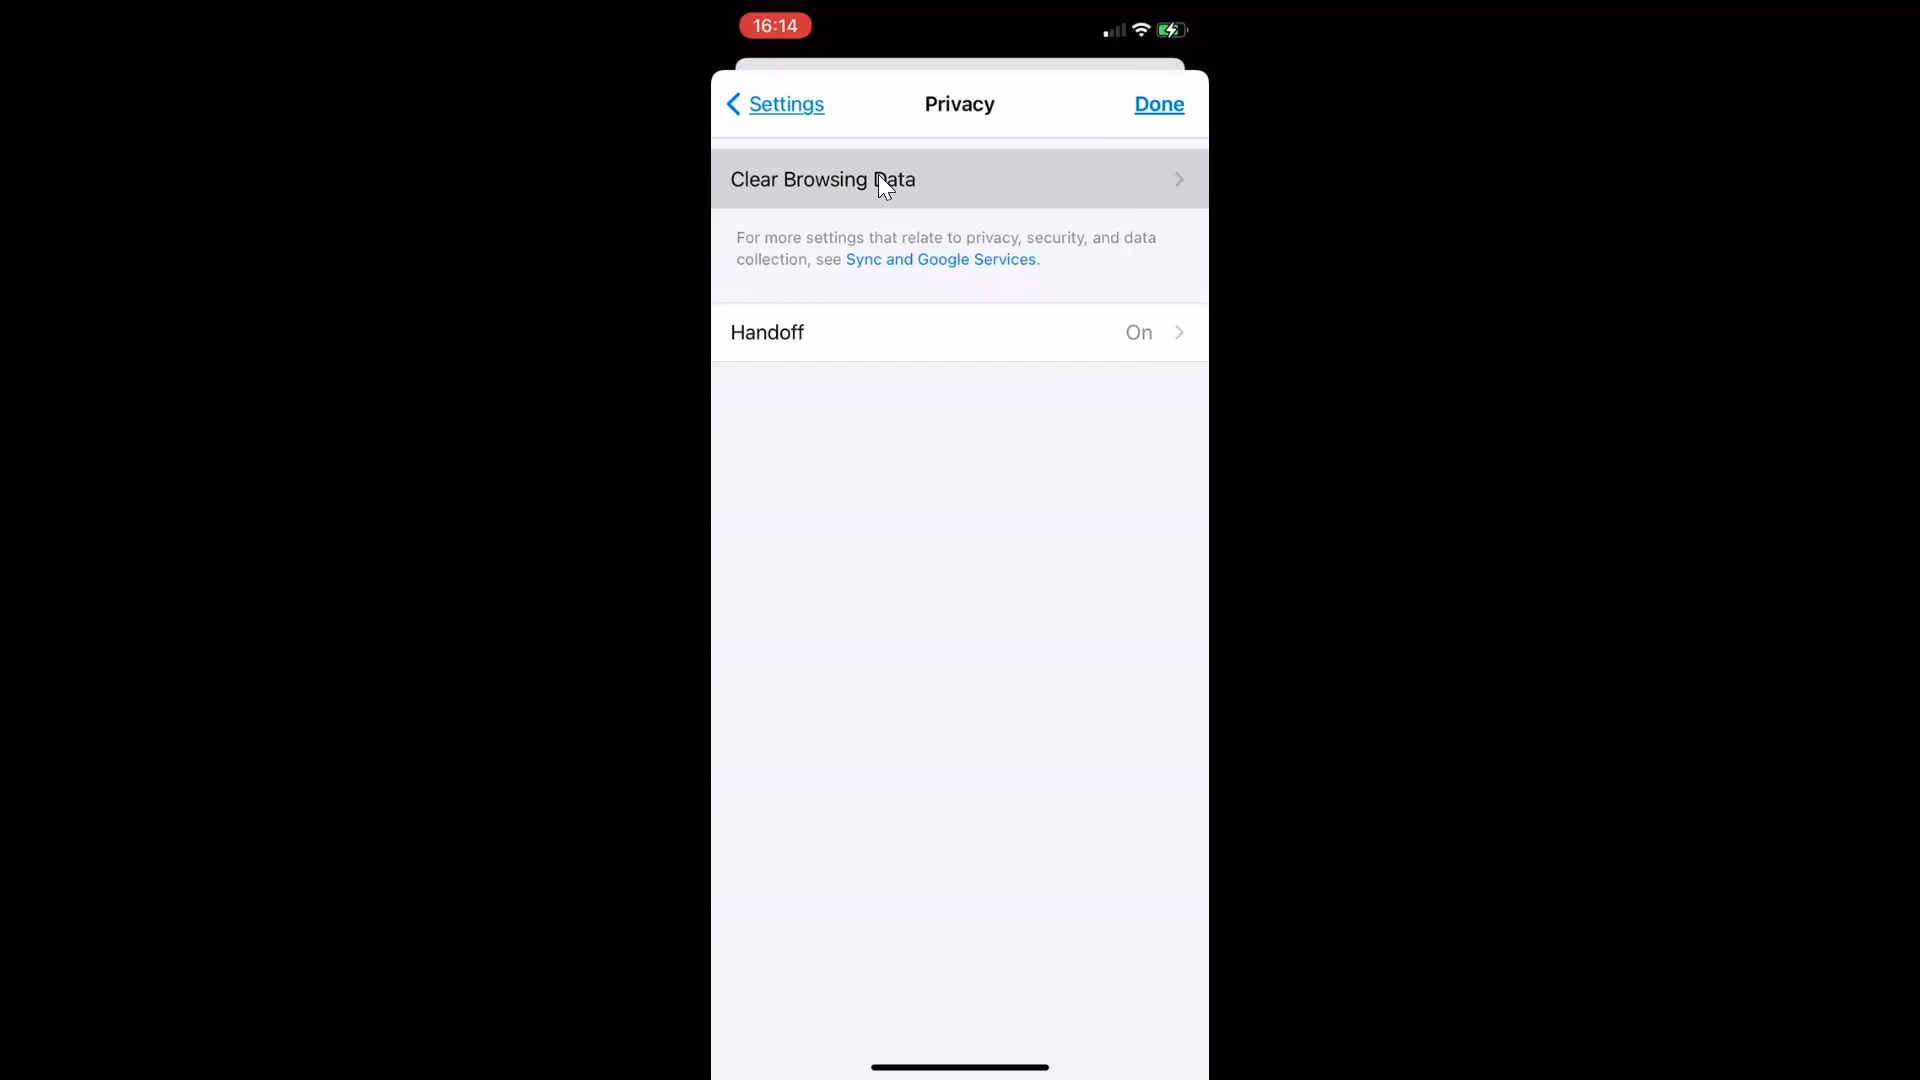 16:14
Settings
Privacy
Done
Clear Browsing Data
For more settings that relate to privacy, security, and data
collection, see Sync and Google Services.
Handoff
On